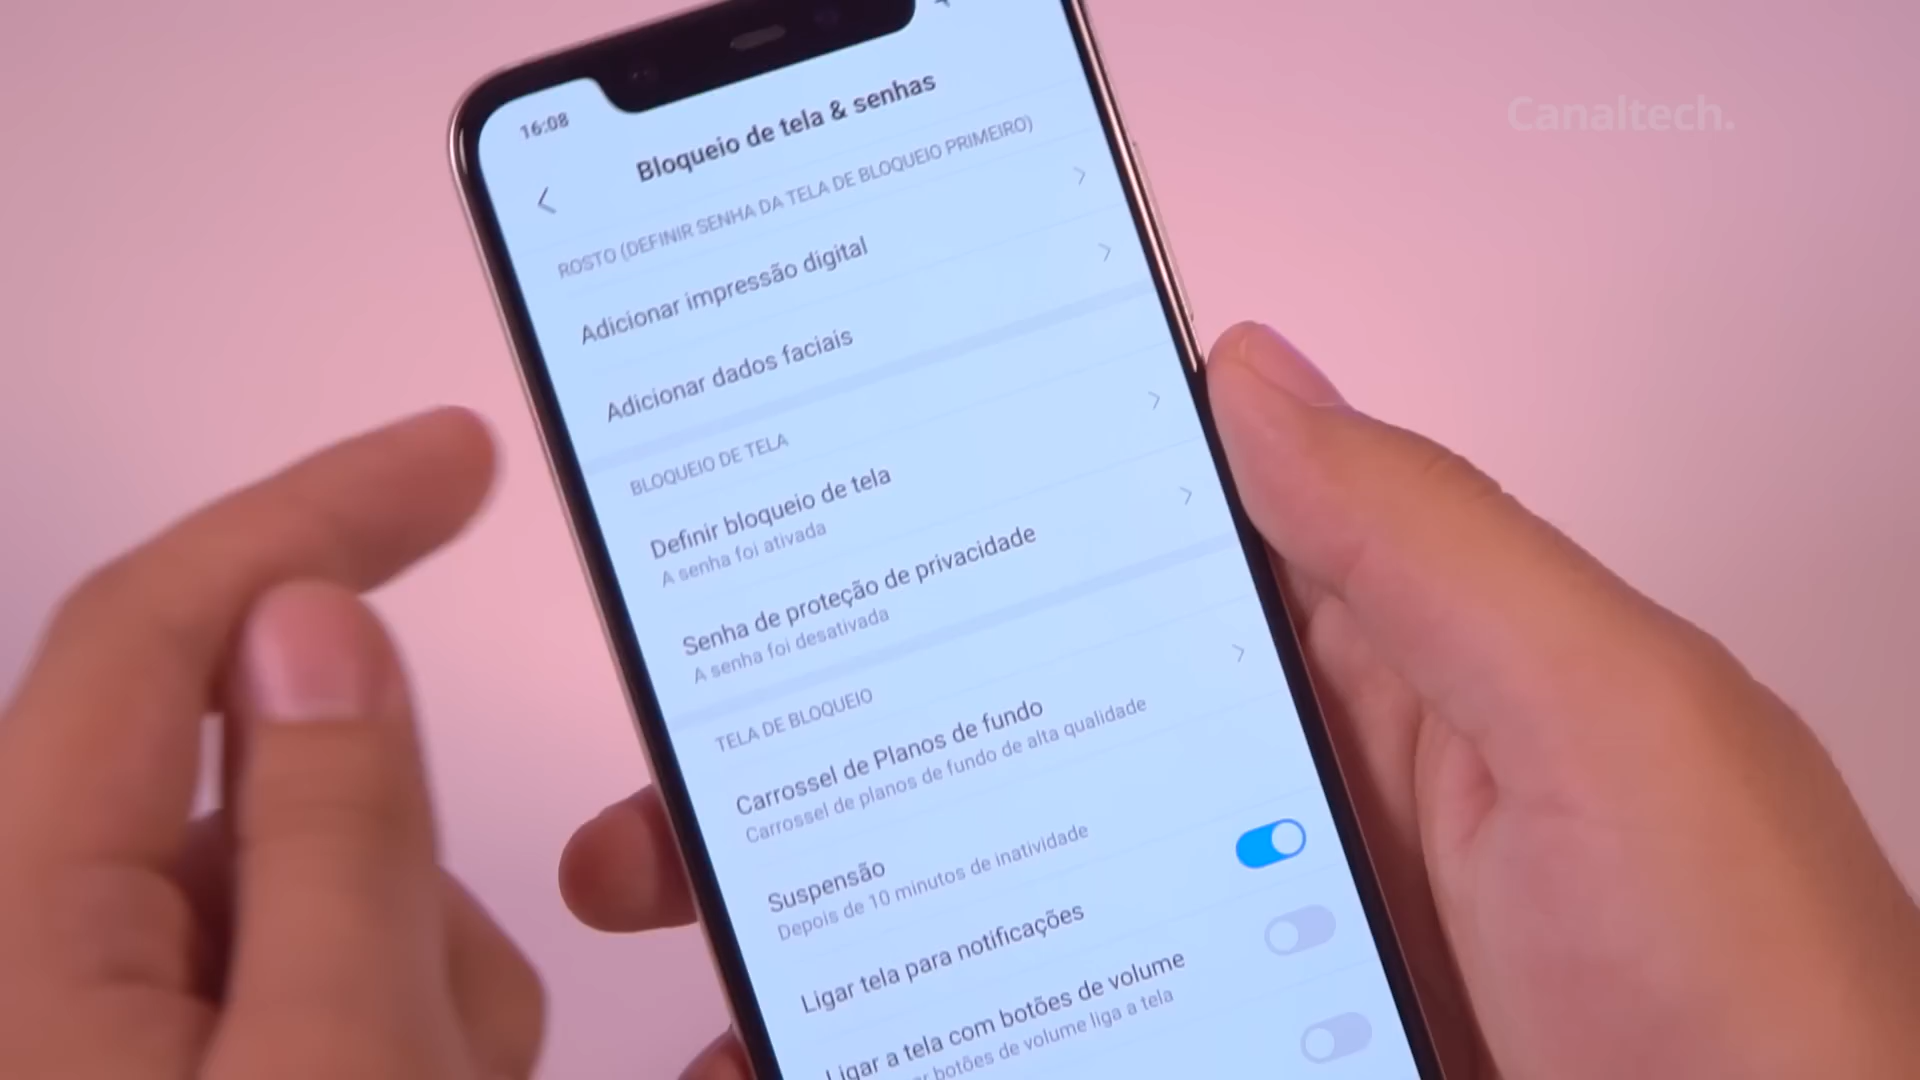 Canaltech.
16:08
Bloqueio de tela & senhas
ROSTO (DEFINIR SENHA DA TELA DE BLOQUEIO PRIMEIRO)
Adicionar impressão digital
Adicionar dados faciais
BLOQUEIO DE TELA
Definir bloqueio de tela
A senha foi ativada
Senha de proteção de privacidade
A senha foi desativada
TELA DE BLOQUEIO
Carrossel de Planos de fundo
Carrossel de planos de fundo de alta qualidade
Suspensão
Depois de 10 minutos de inatividade
Ligar tela para notificações
Ligar a tela com botões de volume
botões de volume liga a tela